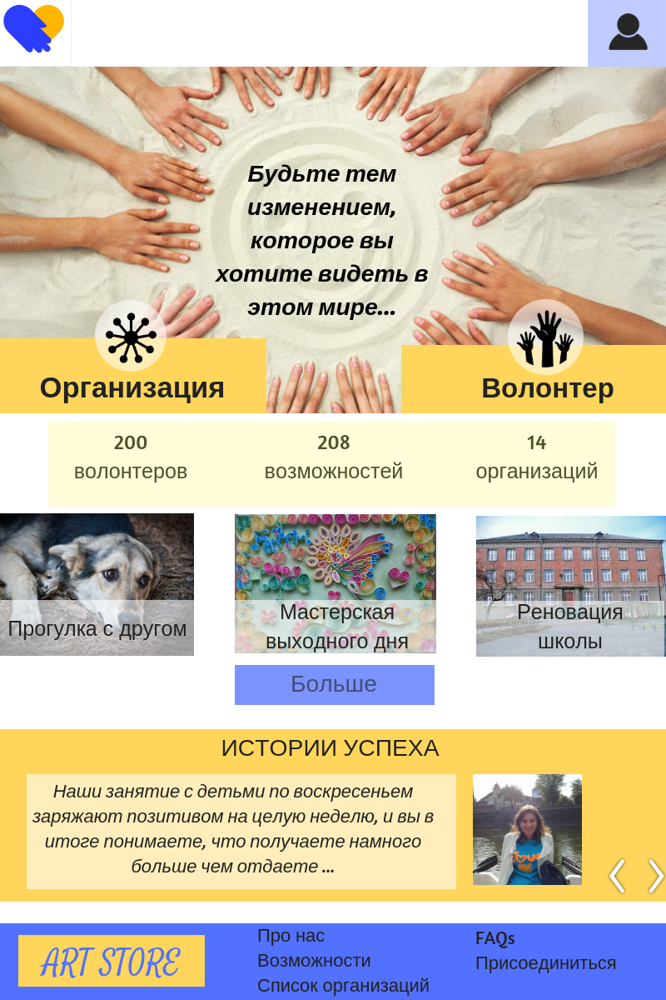 Будьте тем
изменением,
которое вы
хотите видеть в
этом мире...
Организация
Волонтер
200
волонтеров
208
возможностей
14
организаций
Прогулка с другом
Мастерская
выходного дня
Реновация
школы
Больше
ИСТОРИИ УСПЕХА
Наши занятие с детьми по воскресеньем
заряжают позитивом на целую неделю, и вы в
итоге понимаете, что получаете намного
больше чем отдаете ...
ART STORE
Про нас
Возможности
Список организаций
FAQs
Присоединиться